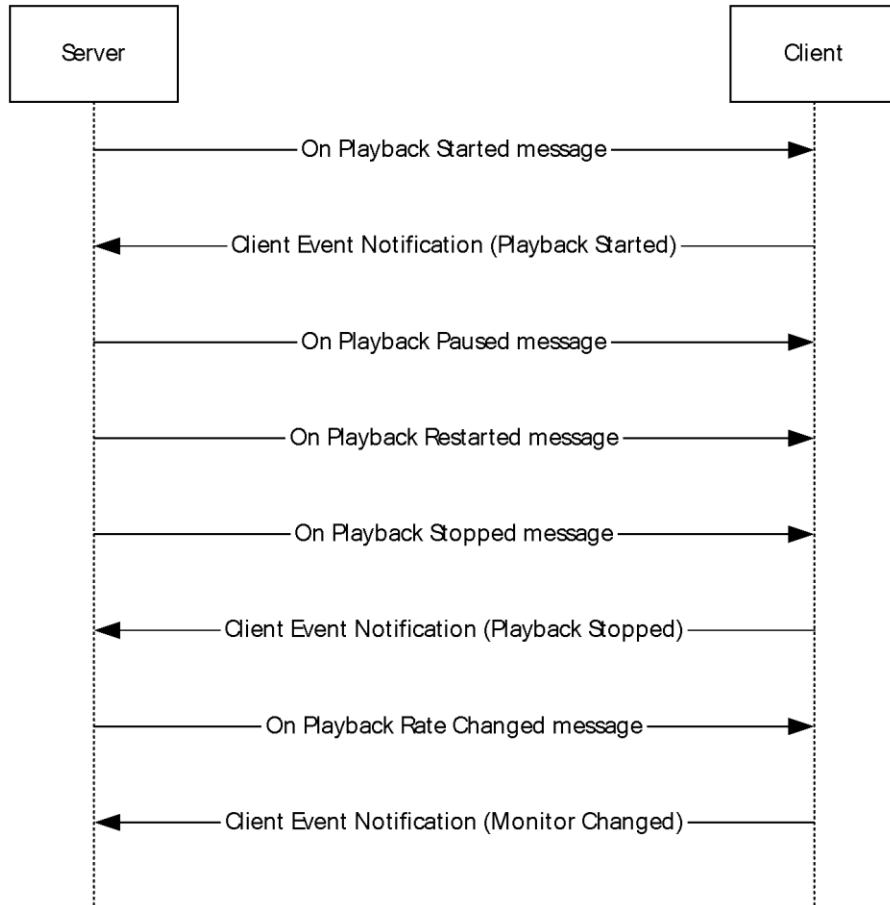 Server
Client
On Playback Started message
Client Event Notification (Playback Started)
On Playback Paused message
On Playback Restarted message
On Playback Stopped message
Client Event Notification (Playback Stopped)
On Playback Rate Changed message
Client Event Notification (Monitor Changed)